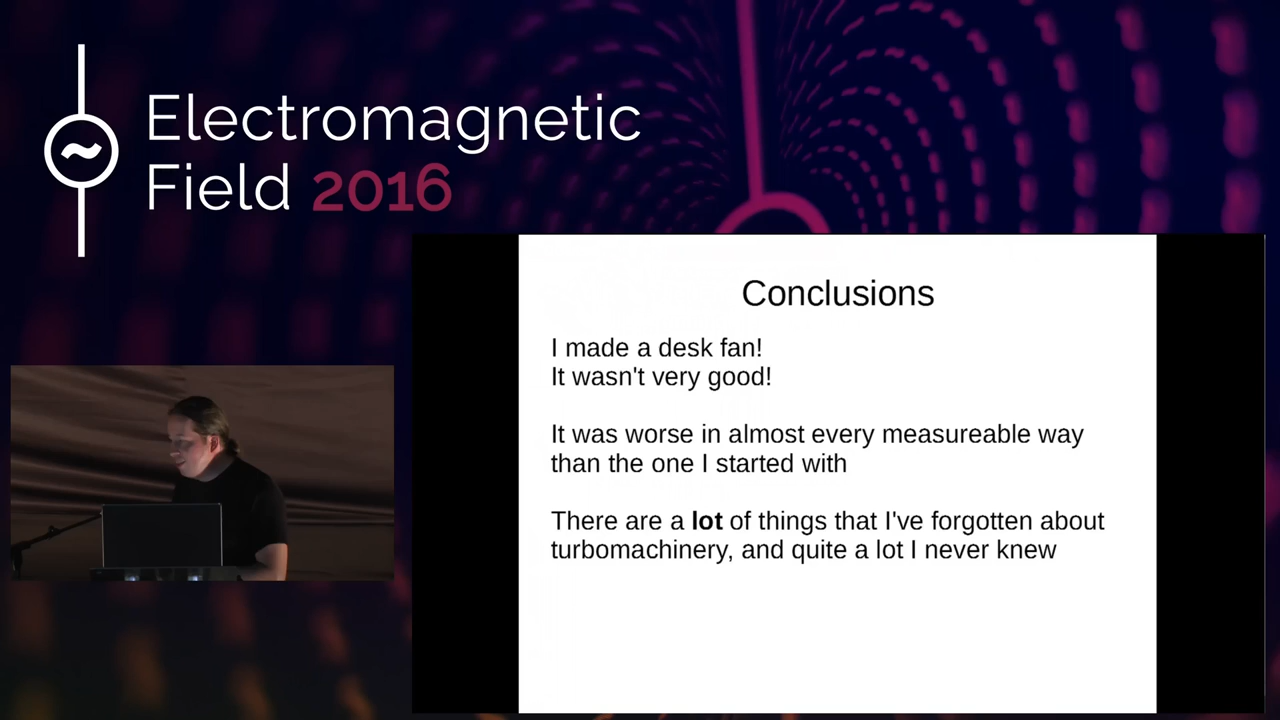 Electromagnetic
Field 2016
Conclusions
I made a desk fan!
It wasn't very good!
It was worse in almost every measureable way
than the one I started with
There are a lot of things that I've forgotten about
turbomachinery, and quite a lot I never knew